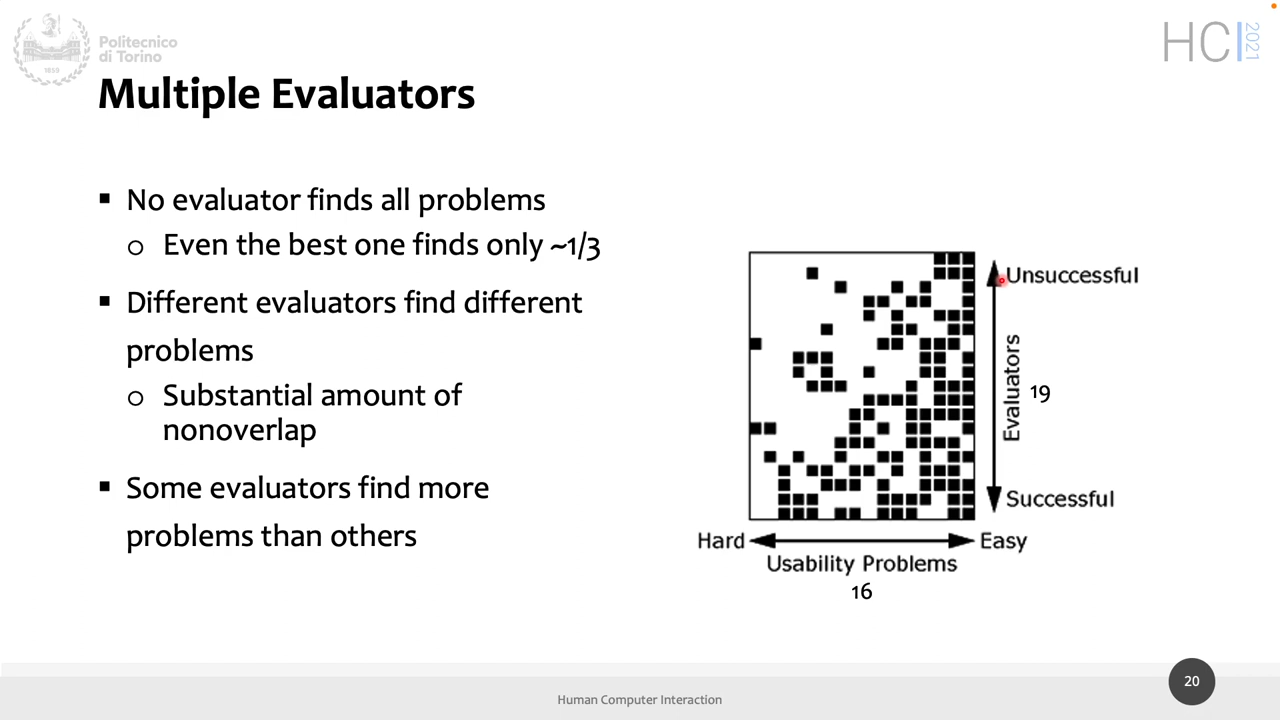 Politecnico
di Torino
1859
HCI 2021
Multiple Evaluators
▪ No evaluator finds all problems
o Even the best one finds only ~1/3
▪ Different evaluators find different
problems
o Substantial amount of
nonoverlap
▪ Some evaluators find more
problems than others
Unsuccessful
Evaluators
19
Successful
Hard
Easy
Usability Problems
16
Human Computer Interaction
20